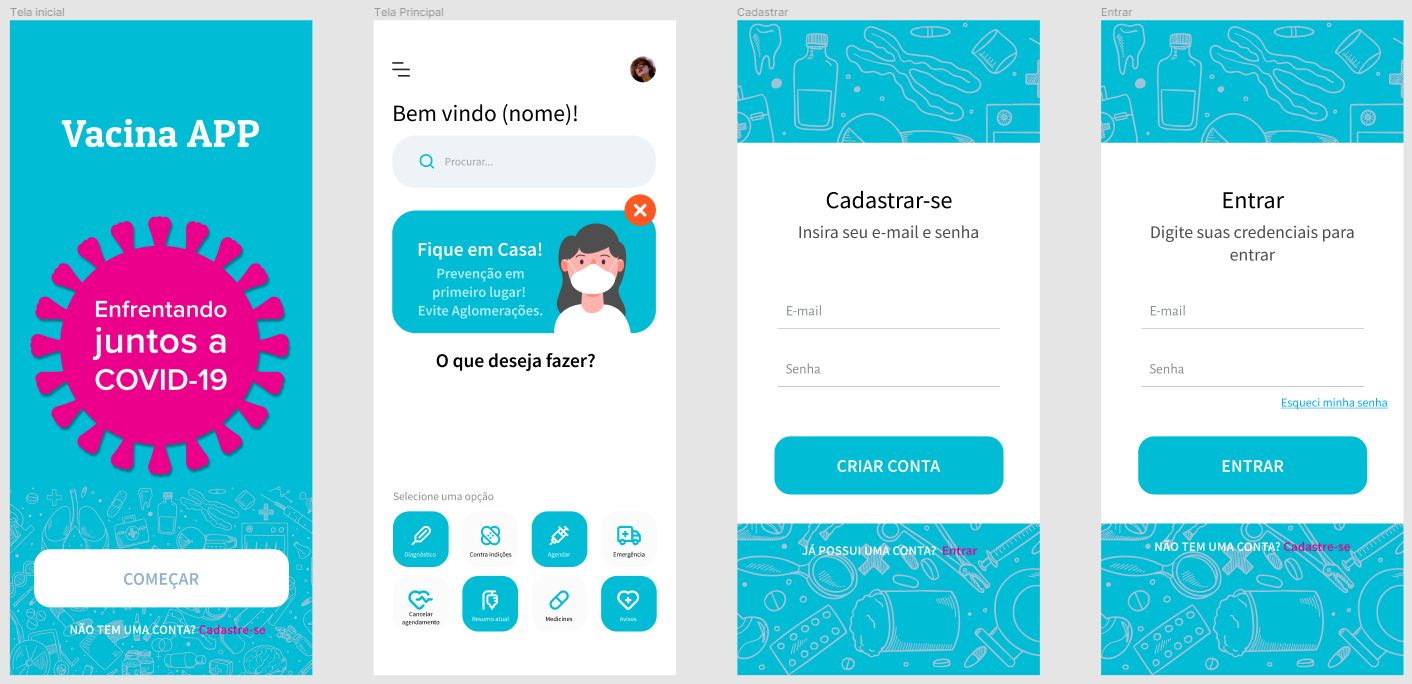 Tela inicial
Vacina APP
Enfrentando
juntos a
COVID-19
COMEÇAR
NÃO TEM UMA CONTA? Cadastre-se
Tela Principal
Bem vindo (nome)!
Procurar...
Fique em Casa!
Prevenção em
primeiro lugar!
Evite Aglomerações.
O que deseja fazer?
Selecione uma opção
Diagnóstico
Contra indições
Agendar
Emergência
Cancelar
agendamento
Resumo atual
Medicines
Avisos
Cadastrar
Cadastrar-se
Insira seu e-mail e senha
E-mail
Senha
CRIAR CONTA
JÁ POSSUI UMA CONTA? Entrar
Entrar
Entrar
Digite suas credenciais para
entrar
E-mail
Senha
Esqueci minha senha
ENTRAR
NÃO TEM UMA CONTA? Cadastre-se